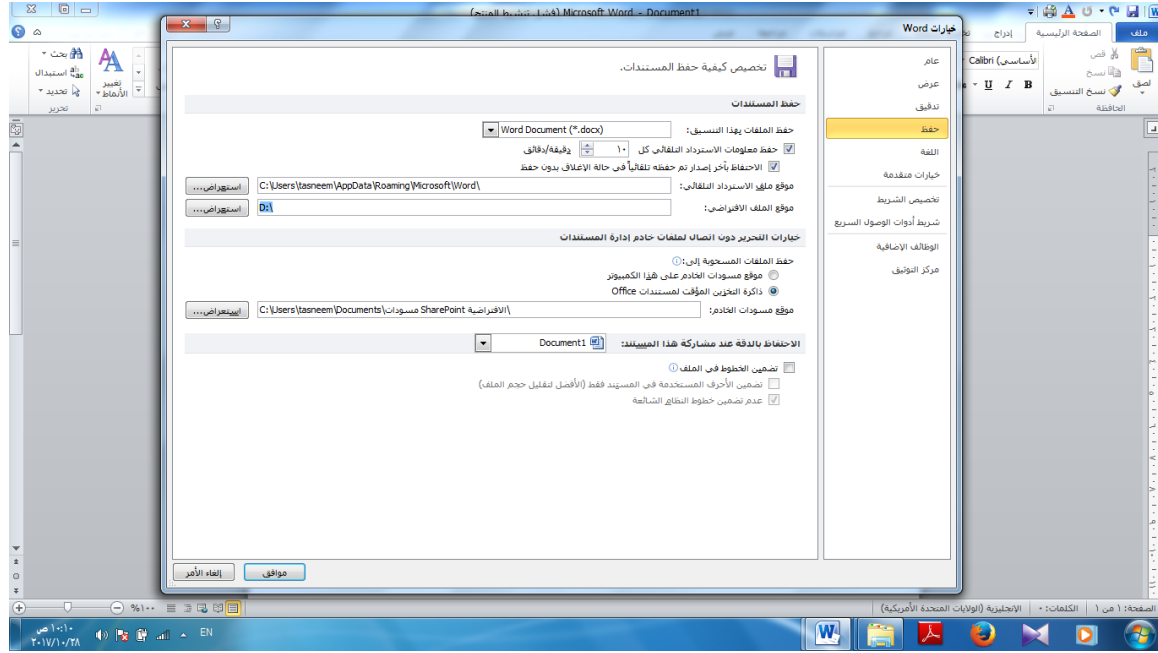 Microsoft Word - Document1 (فشل تنشيط المنتج)
ملف
الصفحة الرئيسية
إدراج
لصق
قص
نسخ
نسخ التنسيق
الحافظة
Calibri (الأساسي)
B I U
بحث
استبدال
تحديد
تحرير
تغيير
الأنماط
خيارات Word
عام
عرض
تدقيق
حفظ
اللغة
خيارات متقدمة
تخصيص الشريط
شريط أدوات الوصول السريع
الوظائف الإضافية
مركز التوثيق
تخصيص كيفية حفظ المستندات.
حفظ المستندات
حفظ الملفات بهذا التنسيق: Word Document (*.docx)
حفظ معلومات الاسترداد التلقائي كل ١٠ دقيقة/دقائق
الاحتفاظ بآخر إصدار تم حفظه تلقائياً في حالة الإغلاق بدون حفظ
موقع ملف الاسترداد التلقائي: C:\Users\tasneem\AppData\Roaming\Microsoft\Word\ استعراض...
موقع الملف الافتراضي: D:\ استعراض...
خيارات التحرير دون اتصال لملفات خادم إدارة المستندات
حفظ الملفات المسحوبة إلى:
موقع مسودات الخادم على هذا الكمبيوتر
ذاكرة التخزين المؤقت لمستندات Office
موقع مسودات الخادم: C:\Users\tasneem\Documents\مسودات SharePoint الافتراضية\ استعراض...
الاحتفاظ بالدقة عند مشاركة هذا المستند: Document1
تضمين الخطوط في الملف
تضمين الأحرف المستخدمة في المستند فقط (الأفضل لتقليل حجم الملف)
عدم تضمين خطوط النظام الشائعة
موافق
إلغاء الأمر
الصفحة: ١ من ١
الكلمات: ٠
الإنجليزية (الولايات المتحدة الأمريكية)
%١٠٠
EN
١٠:١٠ ص
٢٠١٧/١٠/٢٨